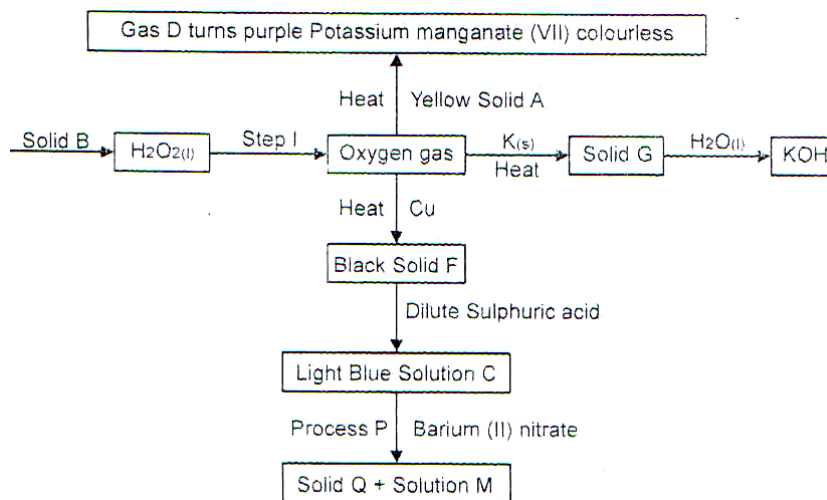 Gas D turns purple Potassium manganate (VII) colourless
Heat Yellow Solid A
Solid B H2O2(l) Step I Oxygen gas K(s) Heat Solid G H2O(l) KOH
Heat Cu
Black Solid F
Dilute Sulphuric acid
Light Blue Solution C
Process P Barium (II) nitrate
Solid Q + Solution M